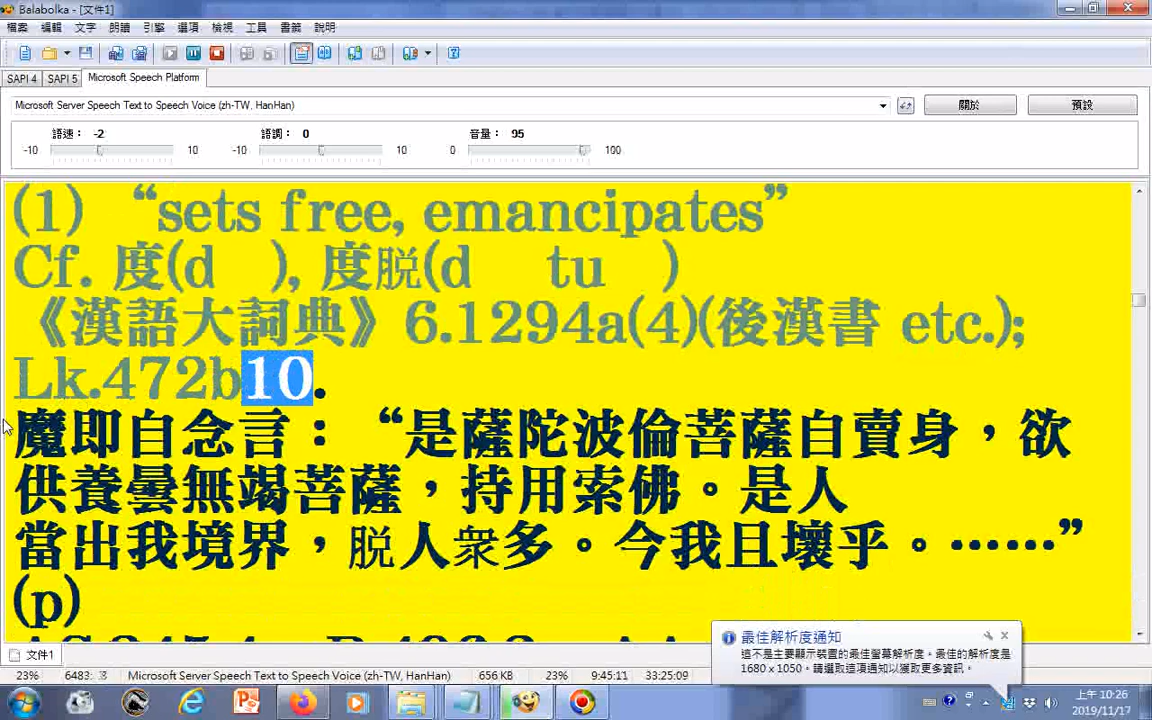 Balabolka - [文件1]
檔案 編輯 文字 朗讀 引擎 選項 檢視 工具 書籤 說明
SAPI 4 SAPI 5 Microsoft Speech Platform
Microsoft Server Speech Text to Speech Voice (zh-TW, HanHan) 關於 預設
語速： -2 語調： 0 音量： 95
-10 10 -10 10 0 100
(1) “sets free, emancipates”
Cf. 度(d ), 度脱(d tu )
《漢語大詞典》6.1294a(4)(後漢書 etc.);
Lk.472b10.
魔即自念言：“是薩陀波倫菩薩自賣身，欲
供養曇無竭菩薩，持用索佛。是人
當出我境界，脱人衆多。今我且壞乎。……”
(p)
最佳解析度通知
這不是主要顯示裝置的最佳螢幕解析度。最佳的解析度是
1680 x 1050。請選取這項通知以獲取更多資訊。
文件1
23% Microsoft Server Speech Text to Speech Voice (zh-TW, HanHan) 656 KB 23% 9:45:11 33:25:09
上午 10:26
2019/11/17